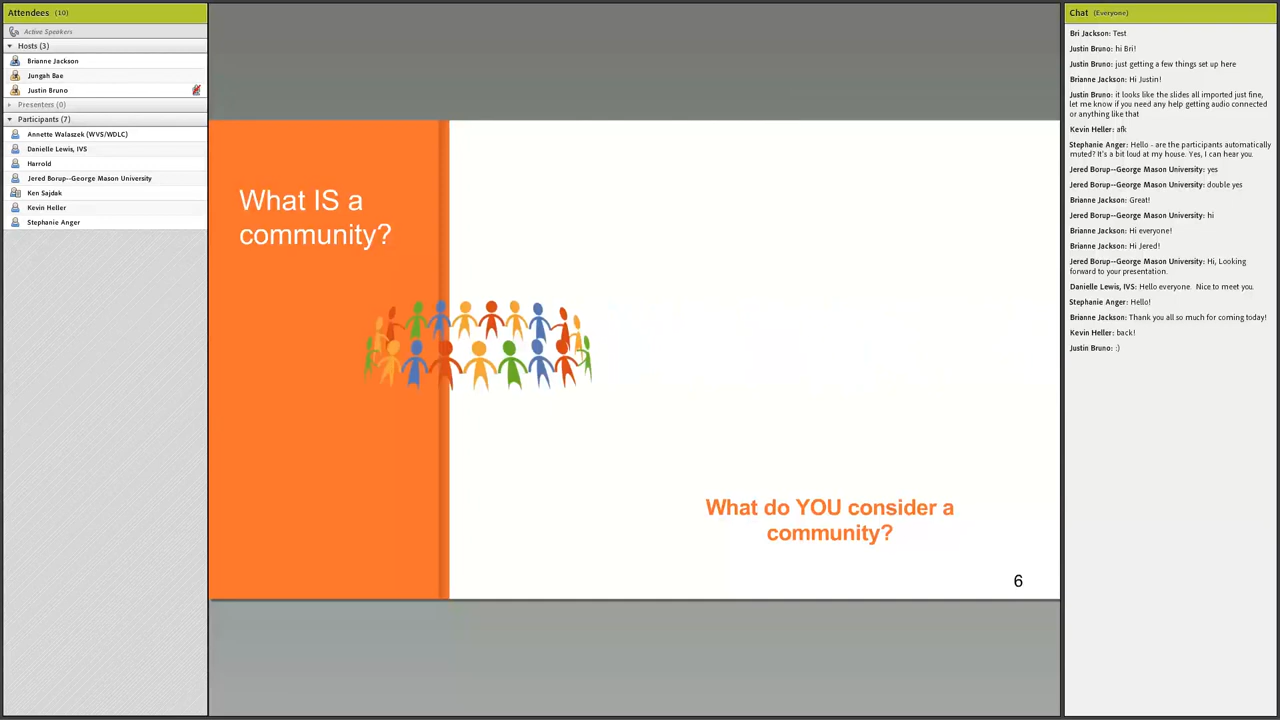 Attendees (10)
Active Speakers
Hosts (3)
Brianne Jackson
Jungah Bae
Justin Bruno
Presenters (0)
Participants (7)
Annette Walaszek (WVS/WDLC)
Danielle Lewis, IVS
Harrold
Jered Borup--George Mason University
Ken Sajdak
Kevin Heller
Stephanie Anger
What IS a
community?
What do YOU consider a
community?
6
Chat (Everyone)
Bri Jackson: Test
Justin Bruno: hi Bri!
Justin Bruno: just getting a few things set up here
Brianne Jackson: Hi Justin!
Justin Bruno: it looks like the slides all imported just fine,
let me know if you need any help getting audio connected
or anything like that
Kevin Heller: afk
Stephanie Anger: Hello - are the participants automatically
muted? It's a bit loud at my house. Yes, I can hear you.
Jered Borup--George Mason University: yes
Jered Borup--George Mason University: double yes
Brianne Jackson: Great!
Jered Borup--George Mason University: hi
Brianne Jackson: Hi everyone!
Brianne Jackson: Hi Jered!
Jered Borup--George Mason University: Hi, Looking
forward to your presentation.
Danielle Lewis, IVS: Hello everyone. Nice to meet you.
Stephanie Anger: Hello!
Brianne Jackson: Thank you all so much for coming today!
Kevin Heller: back!
Justin Bruno: :)